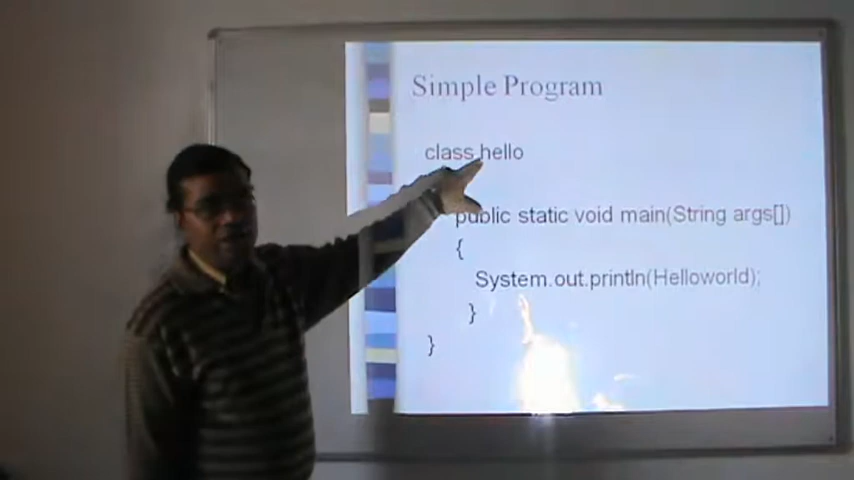 Simple Program
class hello
public static void main(String args[])
{
System.out.println(Helloworld);
}
}